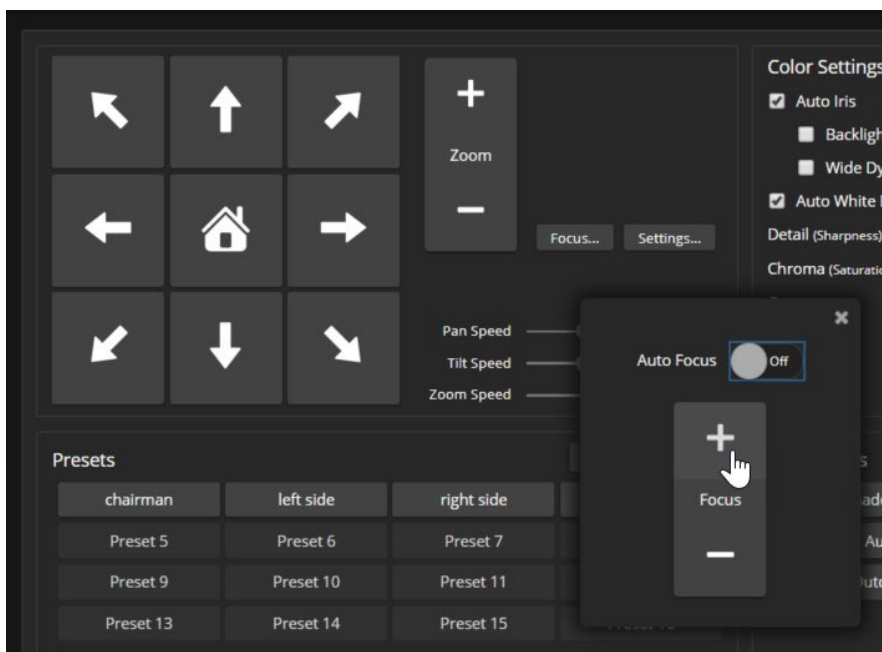 Color Settings
Auto Iris
Zoom
Wide
Auto White
Focus... Settings...
Detail (Sharpness)
Chroma
Pan Speed
Tilt Speed
Zoom Speed
Auto Focus Off
Focus
Presets
chairman left side right side
Preset 5 Preset 6 Preset 7
Preset 9 Preset 10 Preset 11
Preset 13 Preset 14 Preset 15